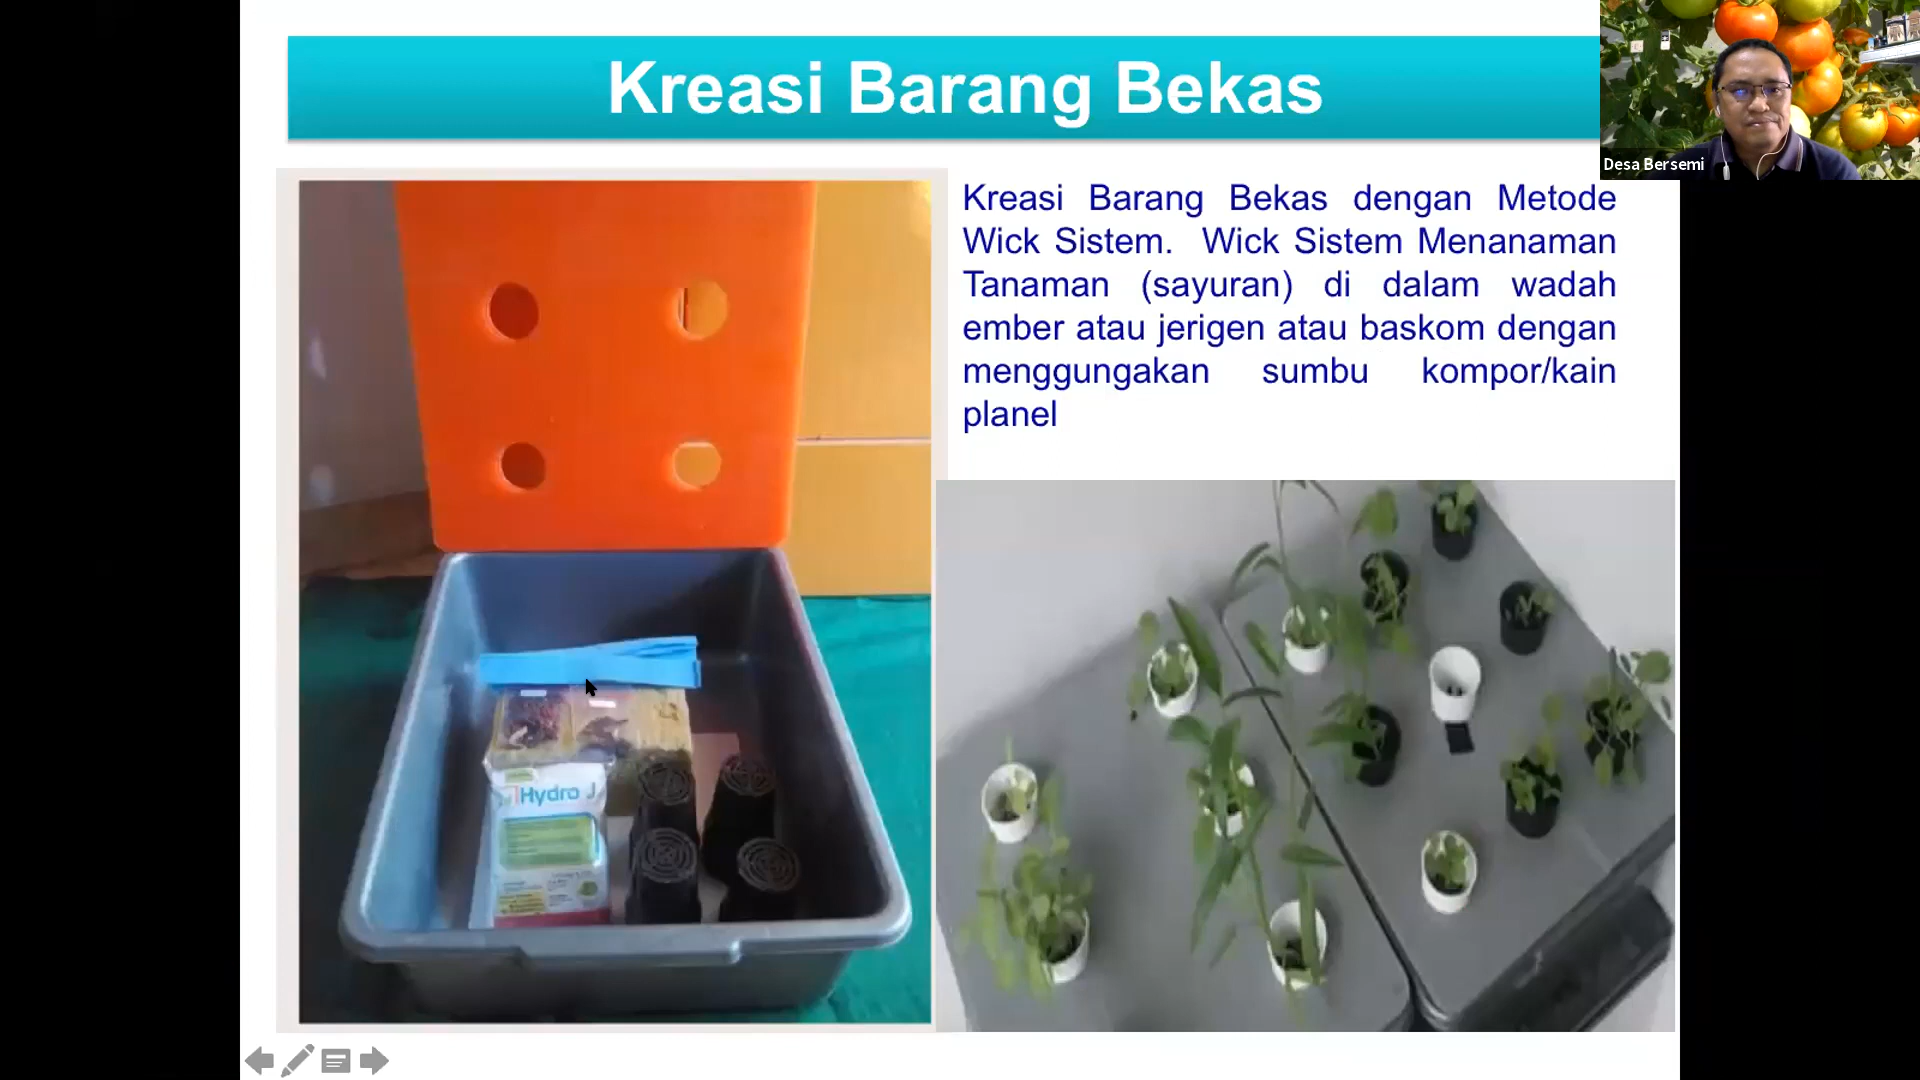 Kreasi Barang Bekas
Desa Bersemi
Kreasi Barang Bekas dengan Metode
Wick Sistem. Wick Sistem Menanaman
Tanaman (sayuran) di dalam wadah
ember atau jerigen atau baskom dengan
menggungakan sumbu kompor/kain
planel
Hydro J